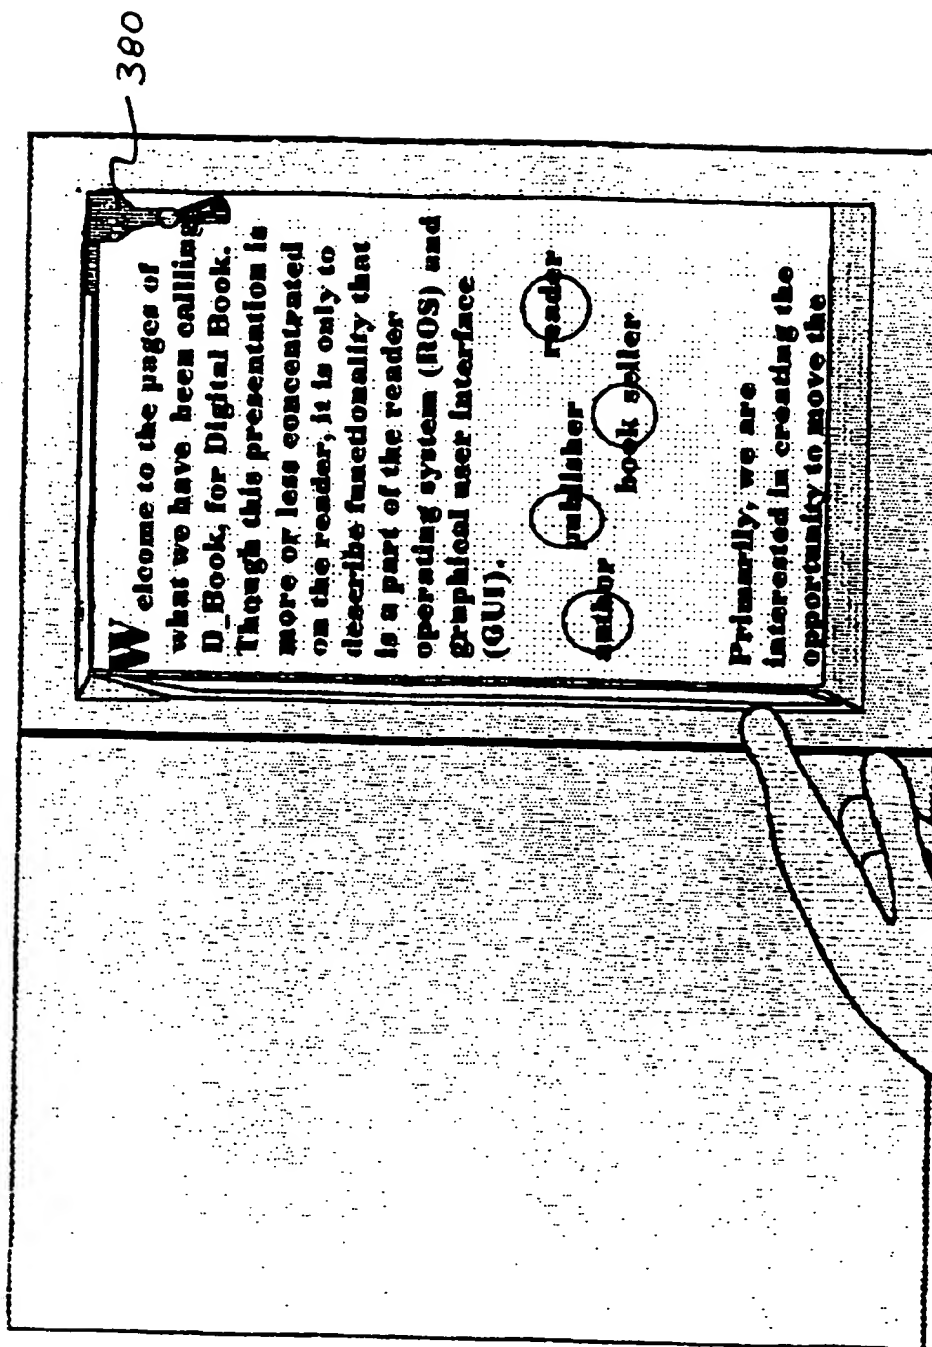 380
Welcome to the pages of
what we have been callling
D_Book, for Digital Book.
Though this presentation is
more or less concentrated
on the reader, it is only to
describe functionality that
is a part of the reader
operating system (ROS) and
graphical user interface
(GUI).
author publisher reader
book seller
Primarily, we are
interested in creating the
opportunity to move the